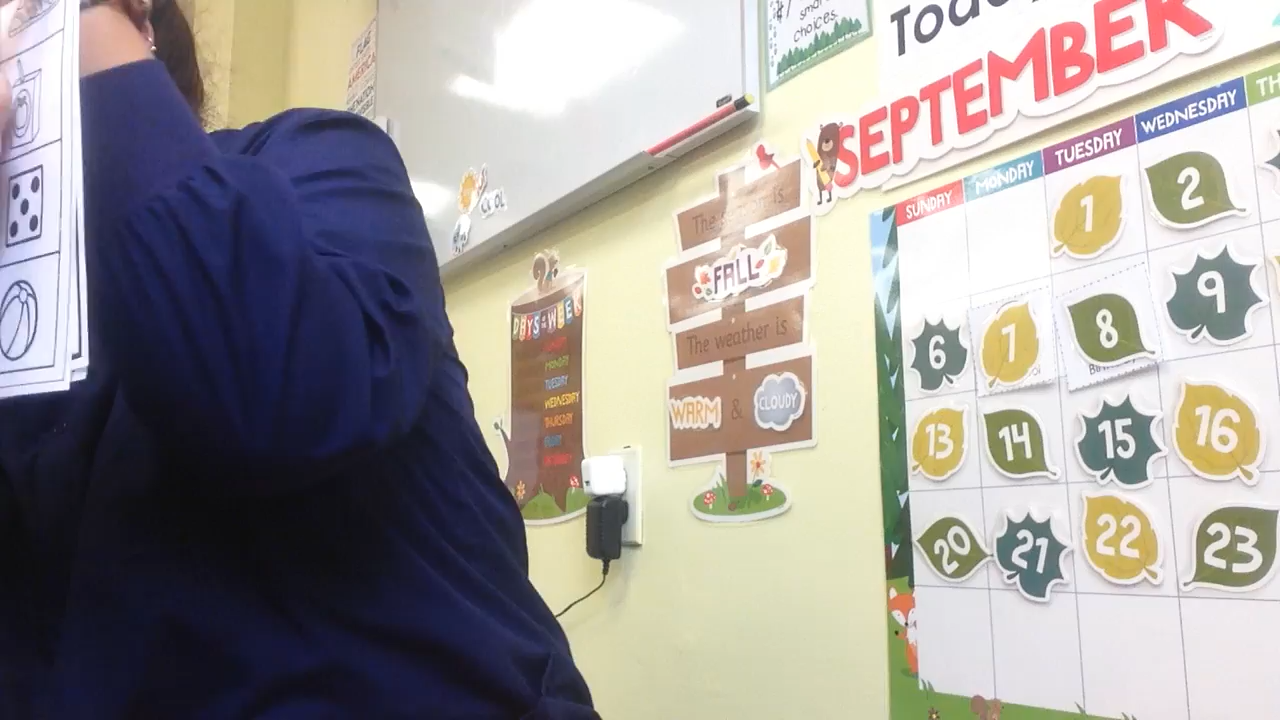 smart
choices.
Today
SEPTEMBER
SUNDAY MONDAY TUESDAY WEDNESDAY TH
1 2
6 7 8 9
13 14 15 16
20 21 22 23
The season is
FALL
The weather is
WARM & CLOUDY
DAYS OF THE WEEK
SUNDAY
MONDAY
TUESDAY
WEDNESDAY
THURSDAY
FRIDAY
SATURDAY